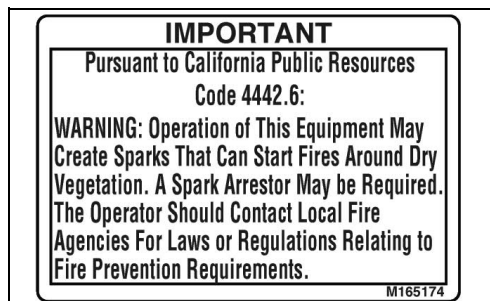 IMPORTANT
Pursuant to California Public Resources
Code 4442.6:
WARNING: Operation of This Equipment May
Create Sparks That Can Start Fires Around Dry
Vegetation. A Spark Arrestor May be Required.
The Operator Should Contact Local Fire
Agencies For Laws or Regulations Relating to
Fire Prevention Requirements.
M165174